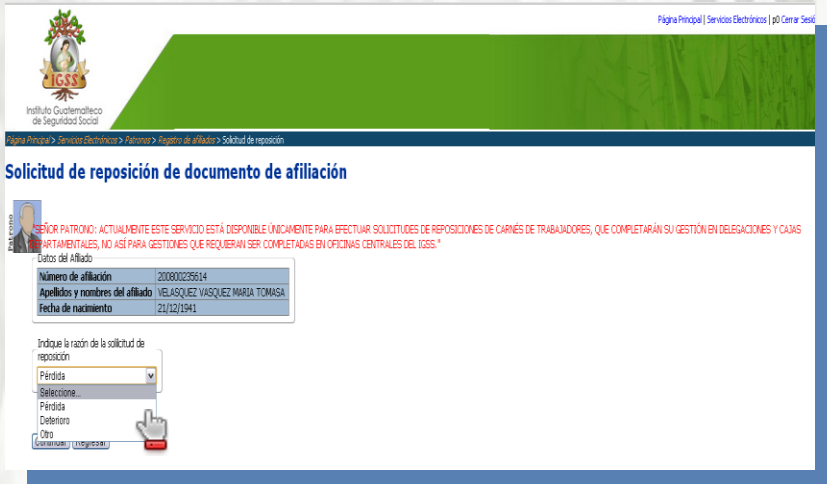 Página Principal | Servicios Electrónicos | p0 Cerrar Sesió
IGSS
Instituto Guatemalteco
de Seguridad Social
Página Principal > Servicios Electrónicos > Patronos > Registro de afiliados > Solicitud de reposición
Solicitud de reposición de documento de afiliación
Patrono
"SEÑOR PATRONO: ACTUALMENTE ESTE SERVICIO ESTÁ DISPONIBLE ÚNICAMENTE PARA EFECTUAR SOLICITUDES DE REPOSICIONES DE CARNÉS DE TRABAJADORES, QUE COMPLETARÁN SU GESTIÓN EN DELEGACIONES Y CAJAS
DEPARTAMENTALES, NO ASÍ PARA GESTIONES QUE REQUIERAN SER COMPLETADAS EN OFICINAS CENTRALES DEL IGSS."
Datos del Afiliado
Número de afiliación 200800235614
Apellidos y nombres del afiliado VELASQUEZ VASQUEZ MARIA TOMASA
Fecha de nacimiento 21/12/1941
Indique la razón de la solicitud de
reposición
Pérdida
Seleccione...
Pérdida
Deterioro
Otro
Continuar Regresar